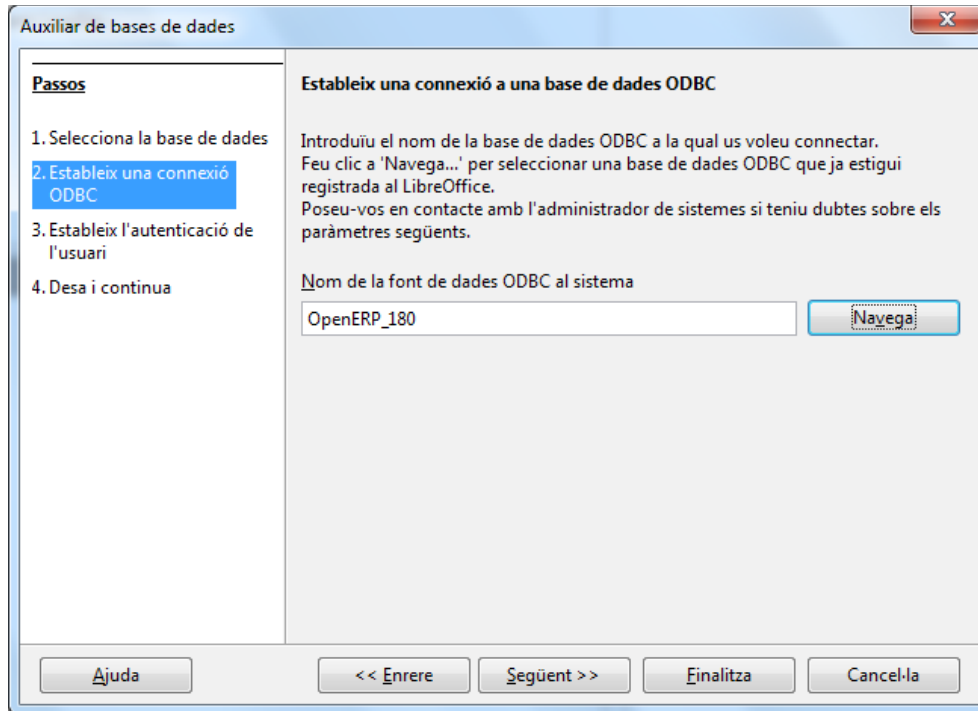 Auxiliar de bases de dades
Passos
1. Selecciona la base de dades
2. Estableix una connexió
ODBC
3. Estableix l'autenticació de
l'usuari
4. Desa i continua
Estableix una connexió a una base de dades ODBC
Introduïu el nom de la base de dades ODBC a la qual us voleu connectar.
Feu clic a 'Navega...' per seleccionar una base de dades ODBC que ja estigui
registrada al LibreOffice.
Poseu-vos en contacte amb l'administrador de sistemes si teniu dubtes sobre els
paràmetres següents.
Nom de la font de dades ODBC al sistema
OpenERP_180
Navega
Ajuda
<< Enrere
Següent >>
Finalitza
Cancel·la